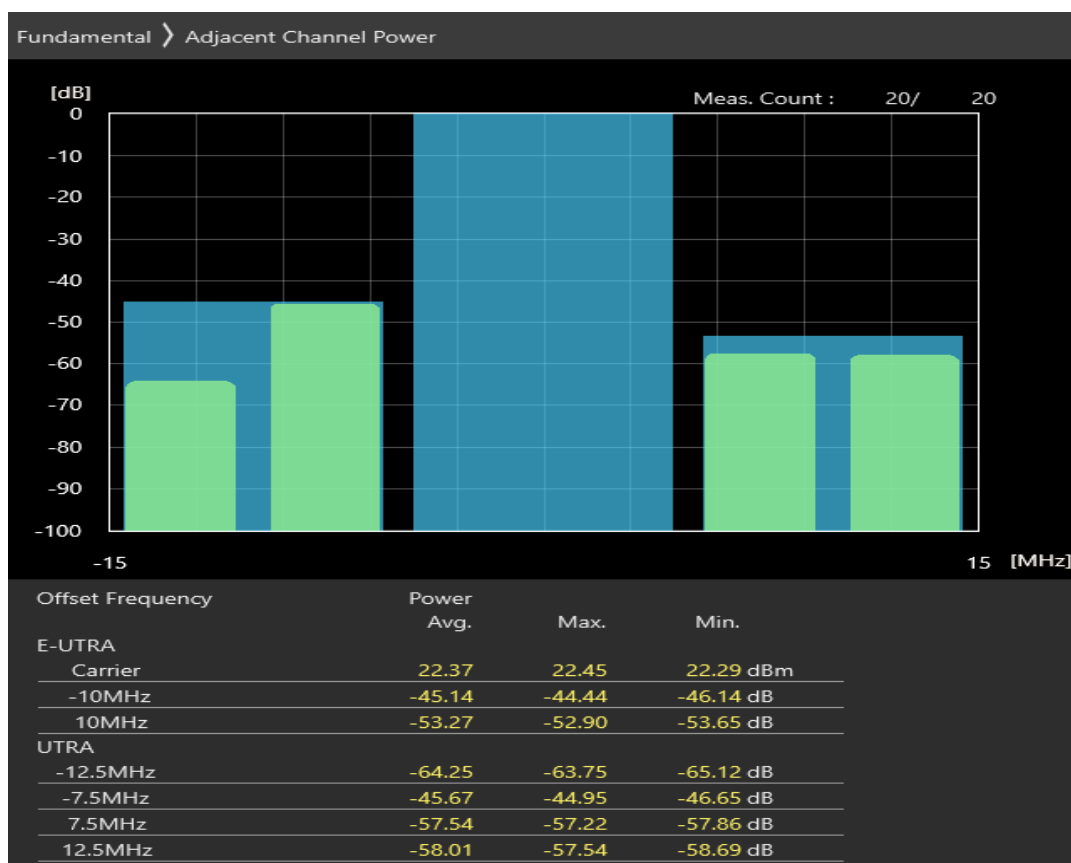 Fundamental ❯ Adjacent Channel Power
[dB]
Meas. Count : 20/ 20
0
-10
-20
-30
-40
-50
-60
-70
-80
-90
-100
-15 15 [MHz]
Offset Frequency Power
Avg. Max. Min.
E-UTRA
Carrier 22.37 22.45 22.29 dBm
-10MHz -45.14 -44.44 -46.14 dB
10MHz -53.27 -52.90 -53.65 dB
UTRA
-12.5MHz -64.25 -63.75 -65.12 dB
-7.5MHz -45.67 -44.95 -46.65 dB
7.5MHz -57.54 -57.22 -57.86 dB
12.5MHz -58.01 -57.54 -58.69 dB